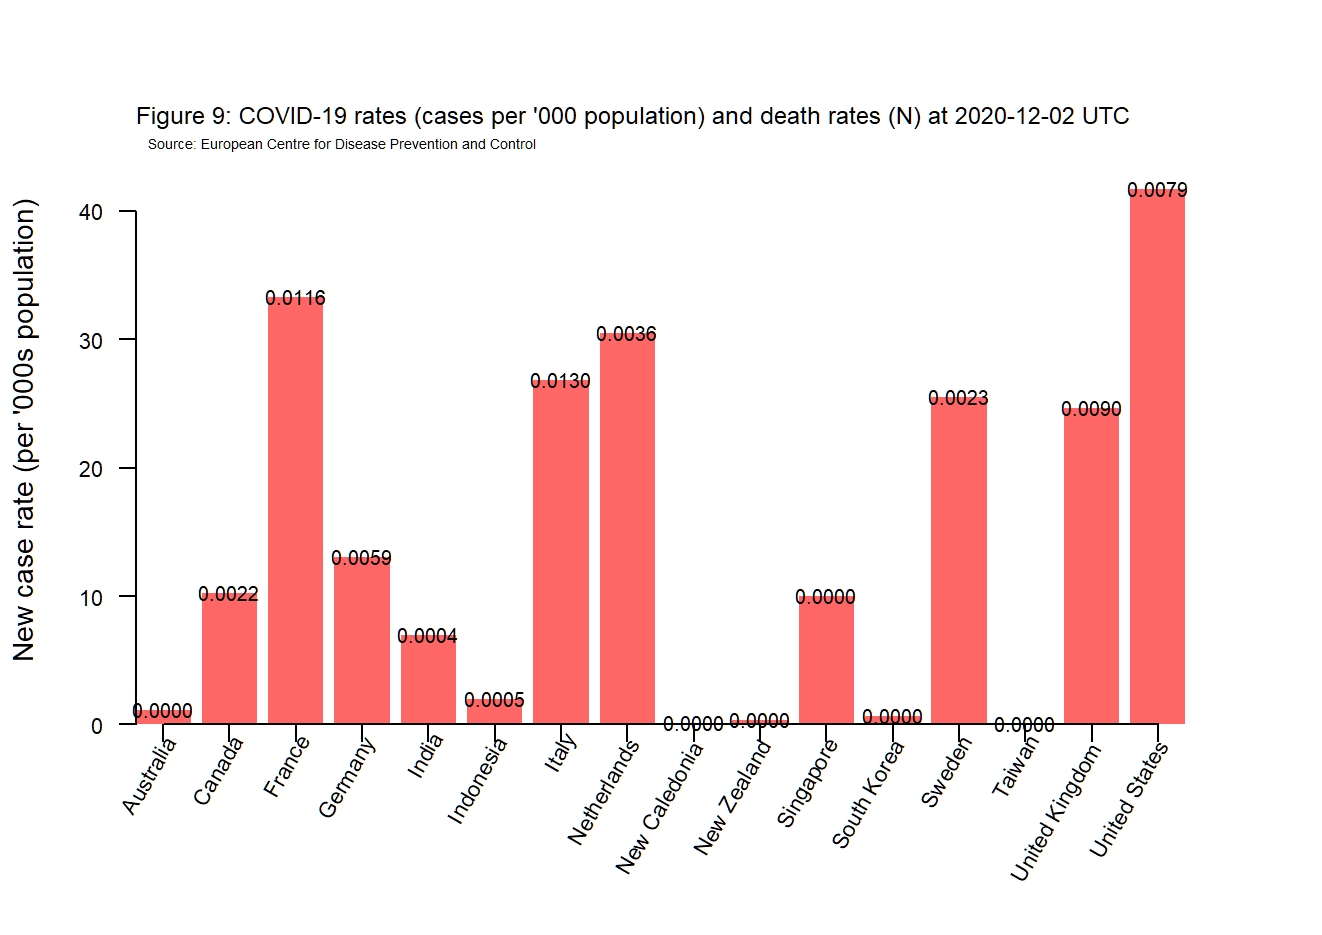 Figure 9: COVID-19 rates (cases per '000 population) and death rates (N) at 2020-12-02 UTC
Source: European Centre for Disease Prevention and Control
New case rate (per '000s population)
40
30
20
10
0
0.0000
0.0022
0.0116
0.0059
0.0004
0.0005
0.0130
0.0036
0.0000
0.0000
0.0000
0.0000
0.0023
0.0000
0.0090
0.0079
Australia
Canada
France
Germany
India
Indonesia
Italy
Netherlands
New Caledonia
New Zealand
Singapore
South Korea
Sweden
Taiwan
United Kingdom
United States